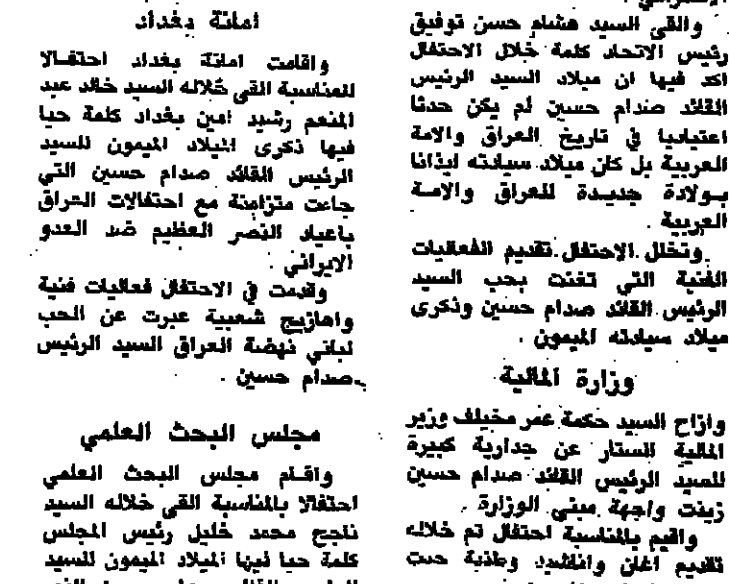 والقى السيد هشام حسن توفيق
رئيس الاتحاد كلمة خلال الاحتفال
اكد فيها ان ميلاد السيد الرئيس
القائد صدام حسين لم يكن حدثا
اعتياديا في تاريخ العراق والامة
العربية بل كان ميلاد سيادته ايذانا
بولادة جديدة للعراق والامة
العربية .
وتخلل الاحتفال تقديم الفعاليات
الفنية التي تغنت بحب السيد
الرئيس القائد صدام حسين وذكرى
ميلاد سيادته الميمون .
وزارة المالية
وازاح السيد حكمة عمر مخيلف وزير
المالية الستار عن جدارية كبيرة
للسيد الرئيس القائد صدام حسين
زينت واجهة مبنى الوزارة .
واقيم بالمناسبة احتفال تم خلاله
تقديم اغان واناشيد وطنية حيت
امانة بغداد
واقامت امانة بغداد احتفالا
للمناسبة القى خلاله السيد خالد عبد
المنعم رشيد امين بغداد كلمة حيا
فيها ذكرى الميلاد الميمون للسيد
الرئيس القائد صدام حسين التي
جاءت متزامنة مع احتفالات العراق
باعياد النصر العظيم ضد العدو
الايراني .
وقدمت في الاحتفال فعاليات فنية
واهازيج شعبية عبرت عن الحب
لباني نهضة العراق السيد الرئيس
صدام حسين .
مجلس البحث العلمي
واقام مجلس البحث العلمي
احتفالا بالمناسبة القى خلاله السيد
ناجح محمد خليل رئيس المجلس
كلمة حيا فيها الميلاد الميمون للسيد